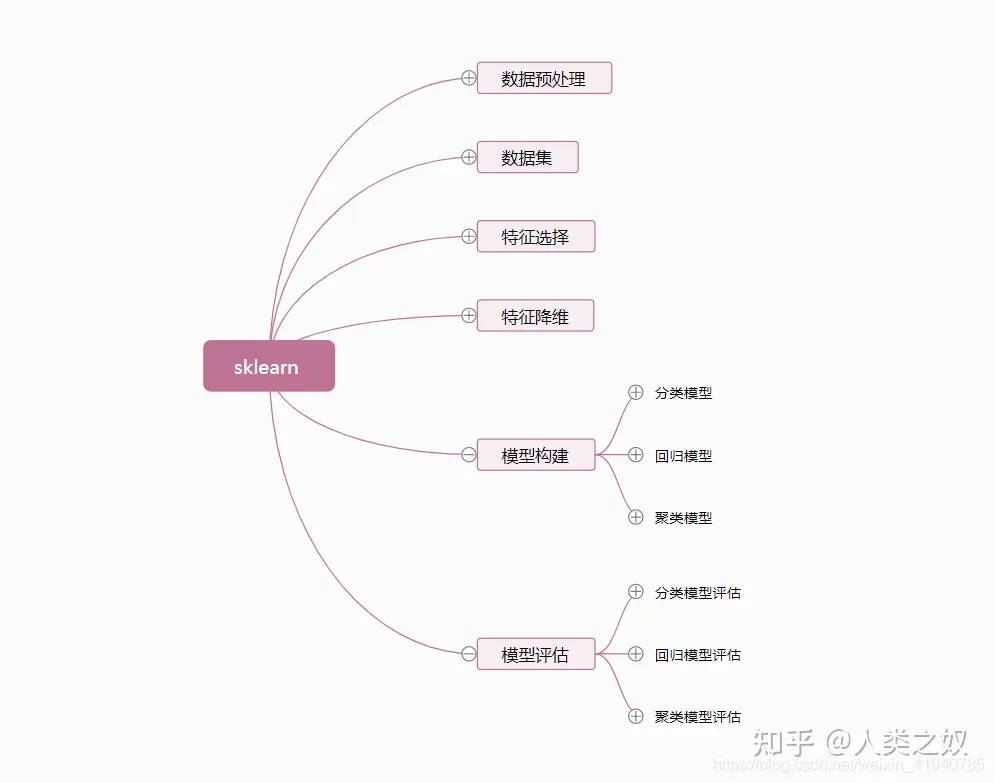 数据预处理
数据集
特征选择
特征降维
sklearn
模型构建
分类模型
回归模型
聚类模型
模型评估
分类模型评估
回归模型评估
聚类模型评估
知乎 @人类之奴
https://blog.csdn.net/weixin_41940785